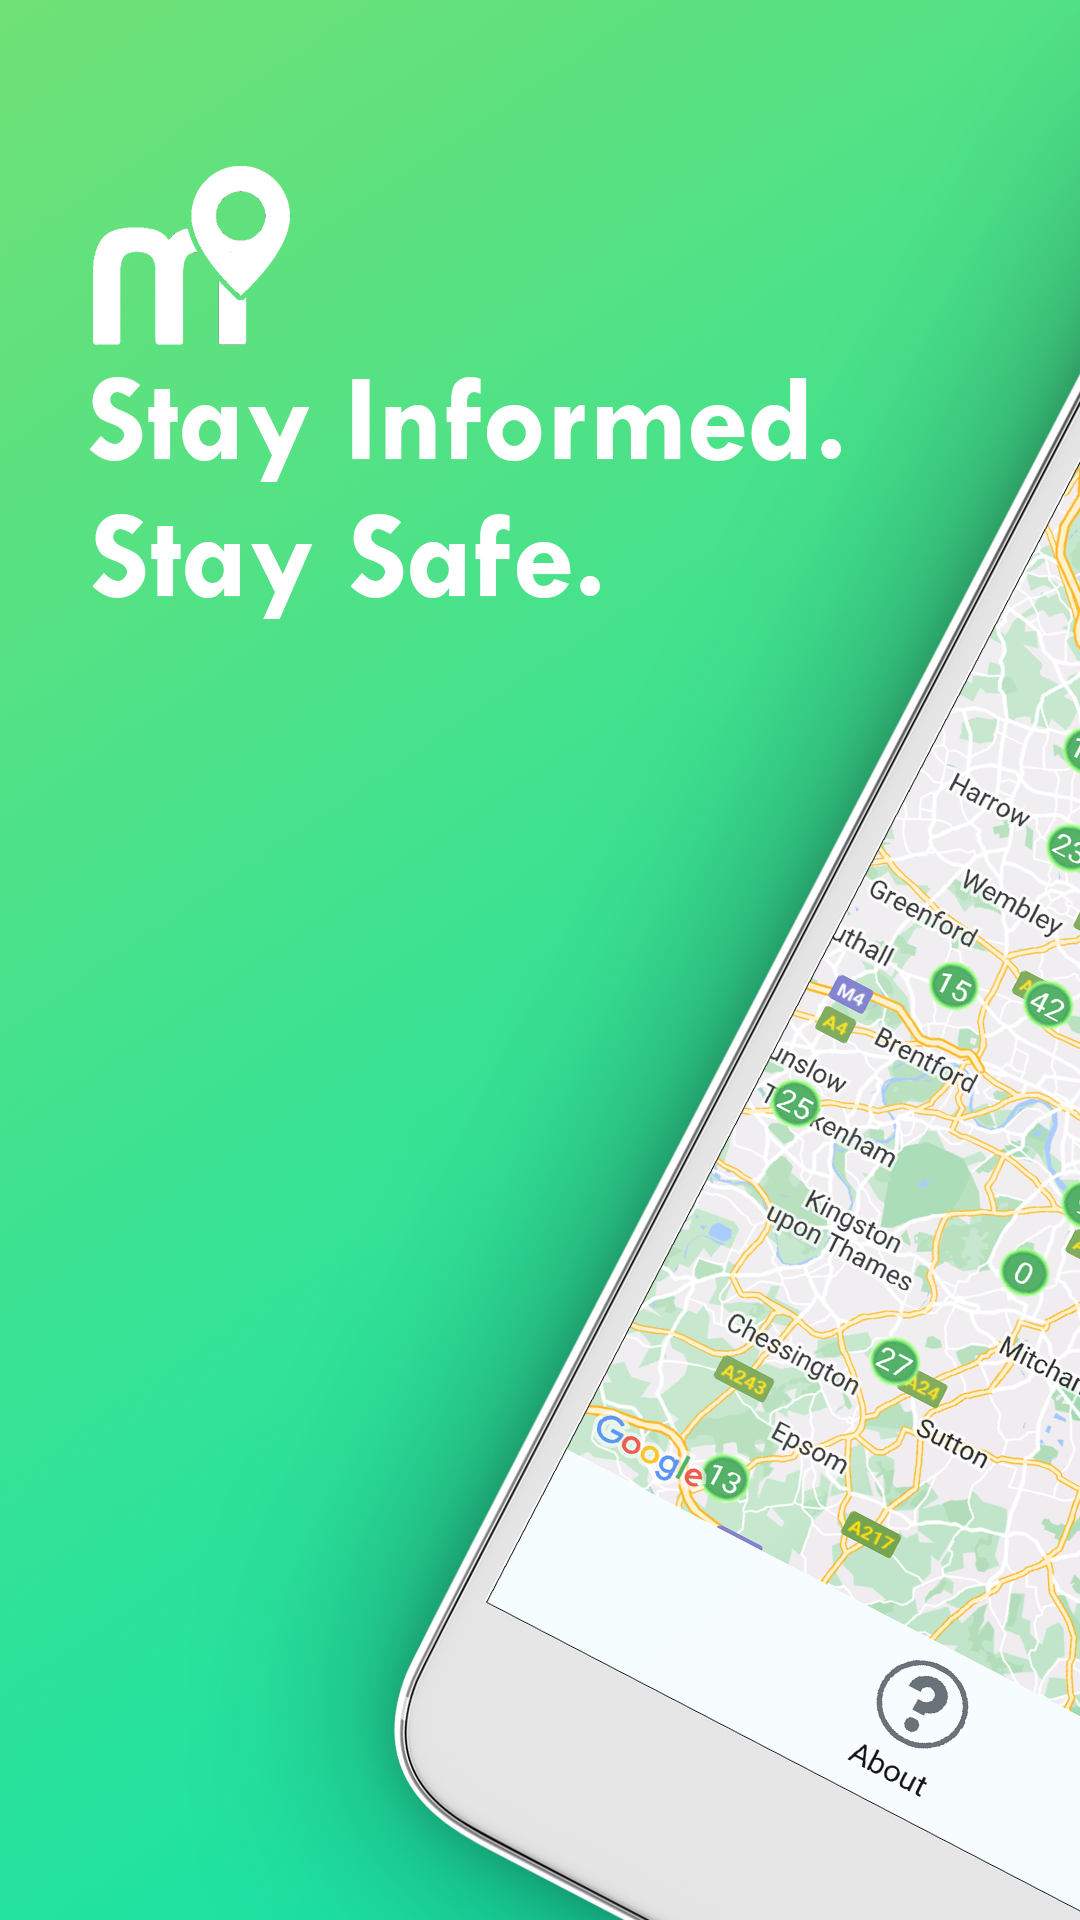 m
Stay Informed.
Stay Safe.
Harrow
23
Wembley
Greenford
uthall
15
42
M4
A4
Brentford
unslow
25
kenham
Kingston
upon Thames
0
Chessington
27
A24
Mitcham
A243
Sutton
Epsom
Google
13
A217
About